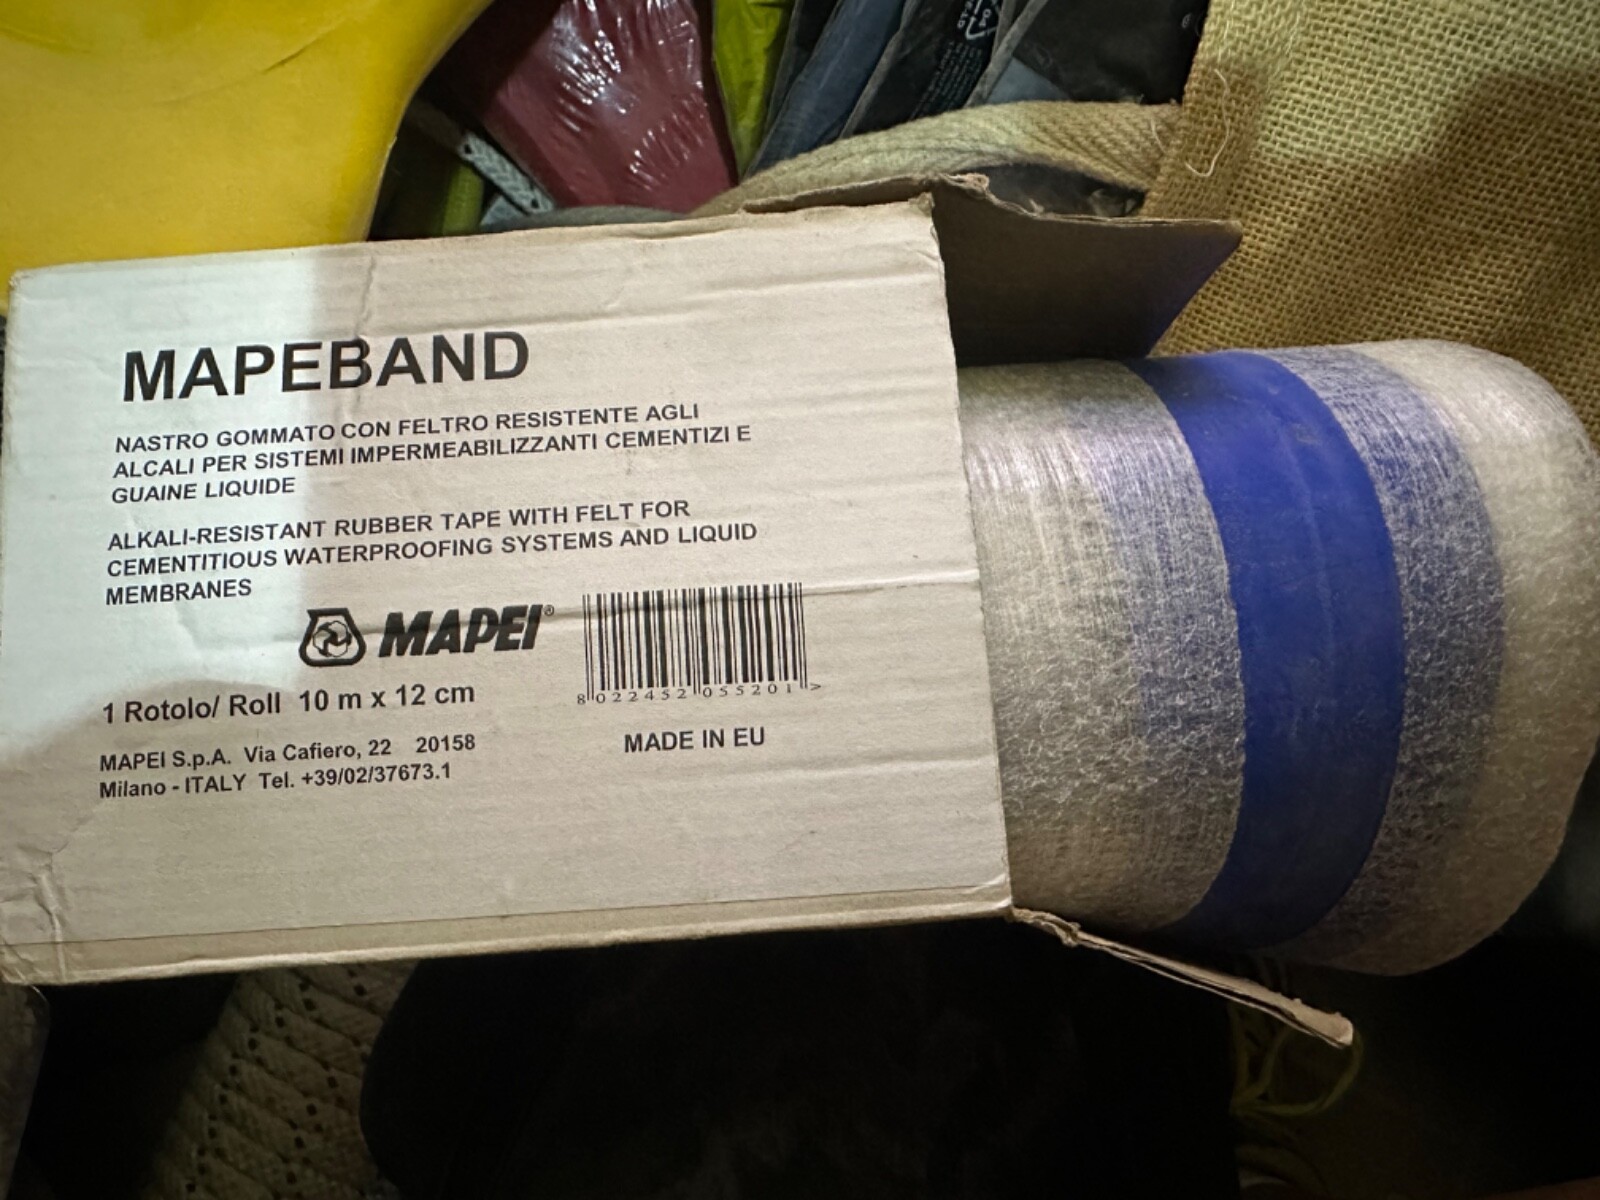 MAPEBAND
NASTRO GOMMATO CON FELTRO RESISTENTE AGLI
ALCALI PER SISTEMI IMPERMEABILIZZANTI CEMENTIZI E
GUAINE LIQUIDE
ALKALI-RESISTANT RUBBER TAPE WITH FELT FOR
CEMENTITIOUS WATERPROOFING SYSTEMS AND LIQUID
MEMBRANES
MAPEI®
8 022452 055201 >
1 Rotolo/ Roll 10 m x 12 cm
MADE IN EU
MAPEI S.p.A. Via Cafiero, 22 20158
Milano - ITALY Tel. +39/02/37673.1